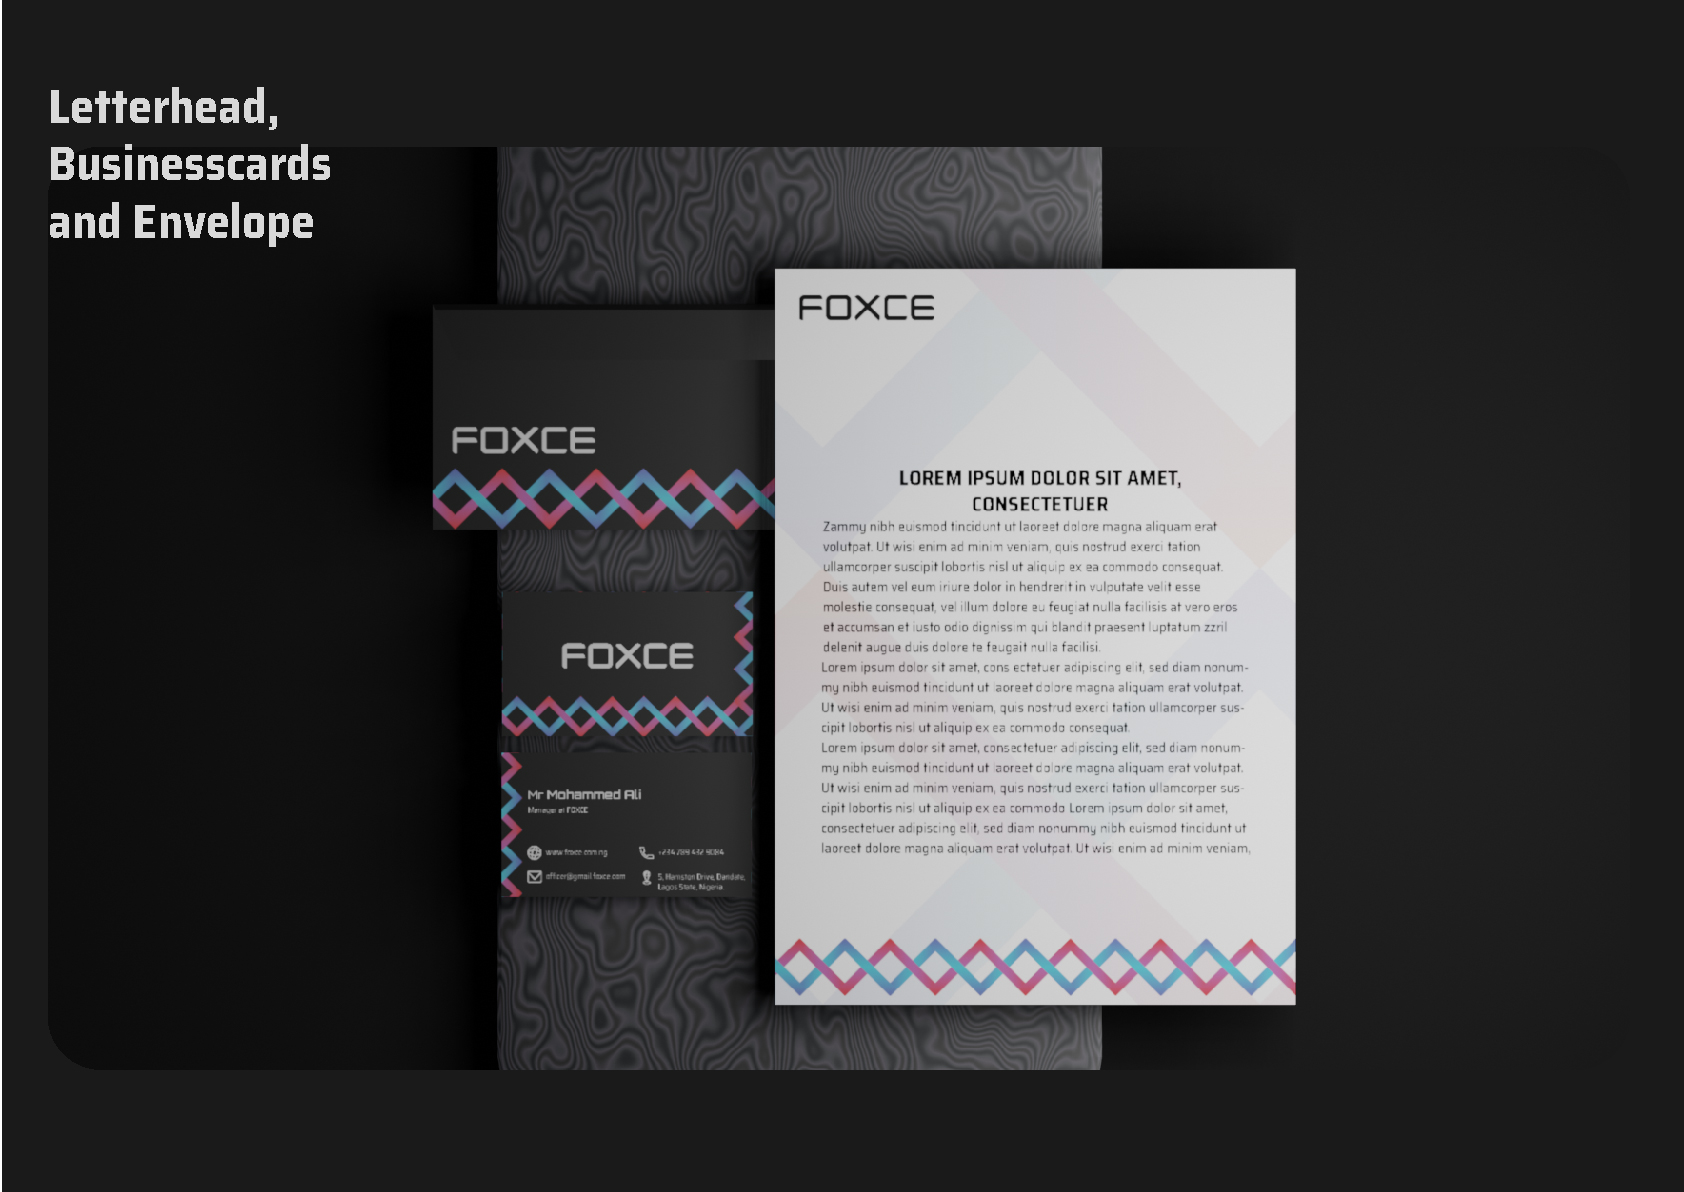 Letterhead,
Businesscards
and Envelope
FOXCE
FOXCE
Mr Mohammed Ali
Manager at FOXCE
www.foxce.com.ng
+234 789 432 9084
officer@gmail.foxce.com
Drive,
Lagos State, Nigeria
FOXCE
LOREM IPSUM DOLOR SIT AMET,
CONSECTETUER
Zammy nibh euismod tincidunt ut laoreet dolore magna aliquam erat
volutpat. Ut wisi enim ad minim veniam, quis nostrud exerci tation
ullamcorper suscipit lobortis nisl ut aliquip ex ea commodo consequat.
Duis autem vel eum iriure dolor in hendrerit in vulputate velit esse
molestie consequat, vel illum dolore eu feugiat nulla facilisis at vero eros
et accumsan et iusto odio dignissim qui blandit praesent luptatum zzril
delenit augue duis dolore te feugait nulla facilisi.
Lorem ipsum dolor sit amet, cons ectetuer adipiscing elit, sed diam nonum-
my nibh euismod tincidunt ut laoreet dolore magna aliquam erat volutpat.
Ut wisi enim ad minim veniam, quis nostrud exerci tation ullamcorper sus-
cipit lobortis nisl ut aliquip ex ea commodo consequat.
Lorem ipsum dolor sit amet, consectetuer adipiscing elit, sed diam nonum-
my nibh euismod tincidunt ut laoreet dolore magna aliquam erat volutpat.
Ut wisi enim ad minim veniam, quis nostrud exerci tation ullamcorper sus-
cipit lobortis nisl ut aliquip ex ea commodo Lorem ipsum dolor sit amet,
consectetuer adipiscing elit, sed diam nonummy nibh euismod tincidunt ut
laoreet dolore magna aliquam erat volutpat. Ut wisi enim ad minim veniam,